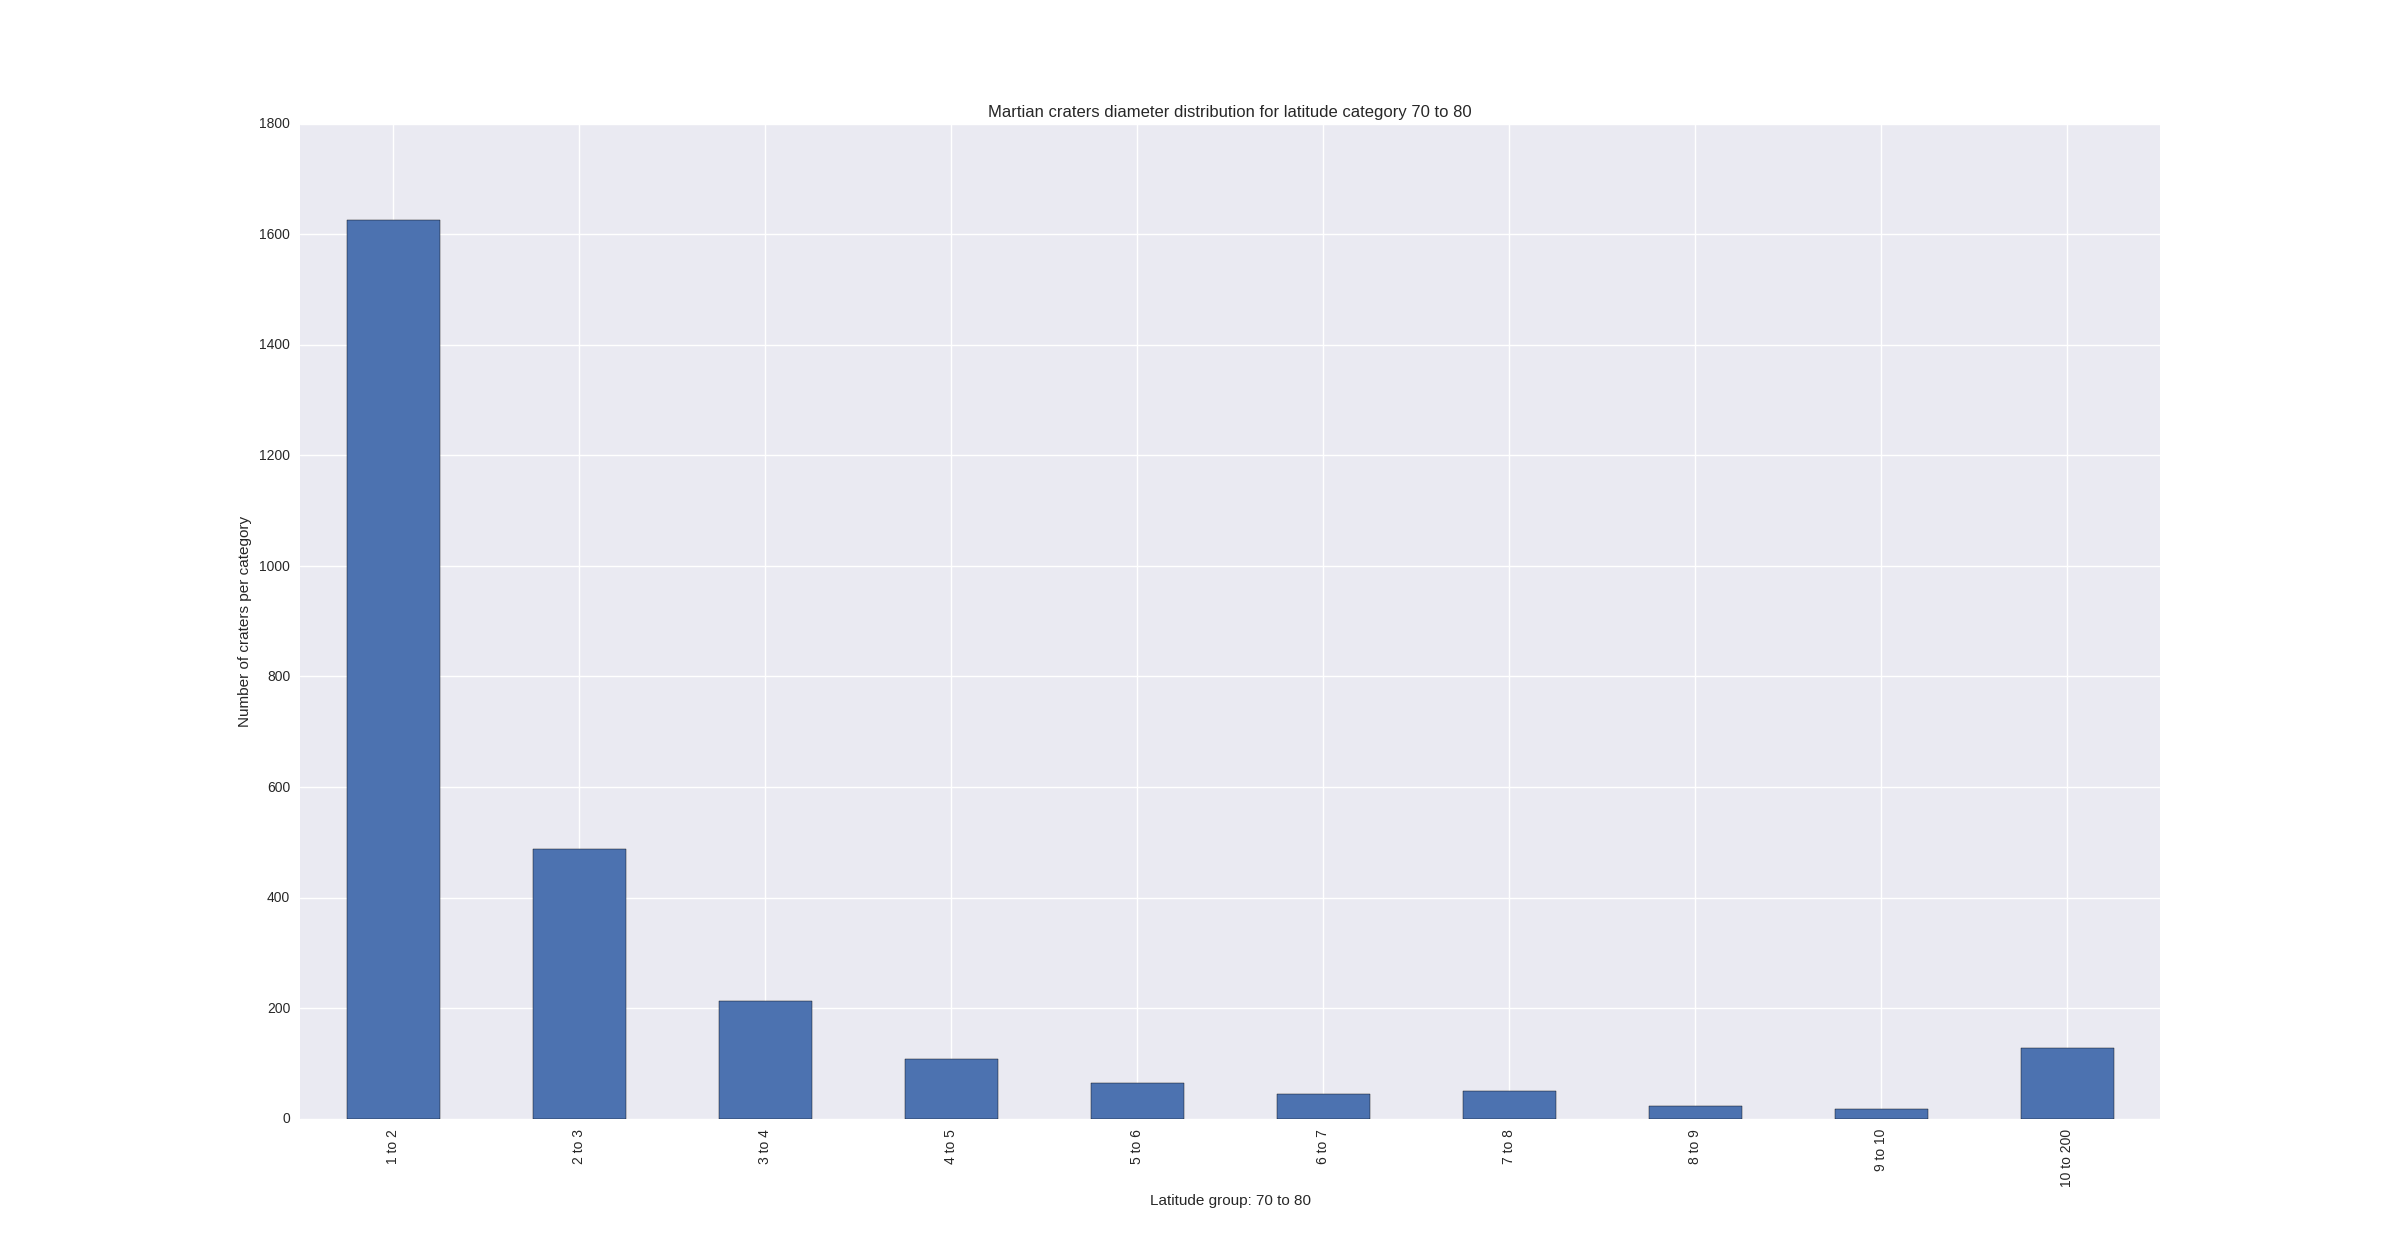 Martian craters diameter distribution for latitude category 70 to 80
1800
1600
1400
1200
1000
800
600
400
200
0
Number of craters per category
1 to 2
2 to 3
3 to 4
4 to 5
5 to 6
6 to 7
7 to 8
8 to 9
9 to 10
10 to 200
Latitude group: 70 to 80